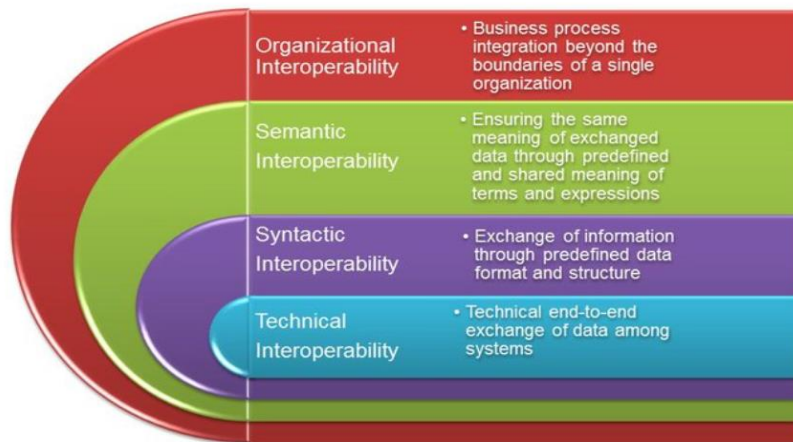 Organizational
Interoperability
• Business process
integration beyond the
boundaries of a single
organization
Semantic
Interoperability
• Ensuring the same
meaning of exchanged
data through predefined
and shared meaning of
terms and expressions
Syntactic
Interoperability
• Exchange of information
through predefined data
format and structure
Technical
Interoperability
• Technical end-to-end
exchange of data among
systems